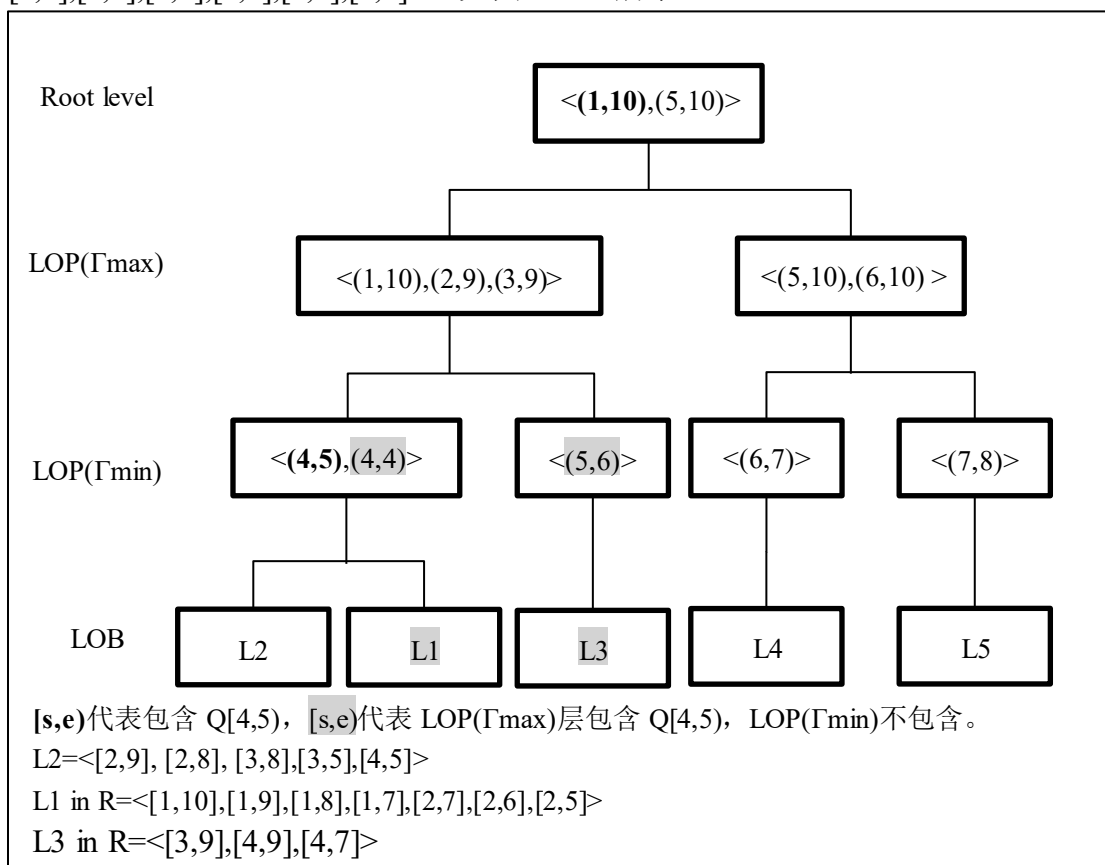 Root level
<(1,10),(5,10)>
LOP(Γmax)
<(1,10),(2,9),(3,9)>
<(5,10),(6,10) >
LOP(Γmin)
<(4,5),(4,4)>
<(5,6)>
<(6,7)>
<(7,8)>
LOB
L2
L1
L3
L4
L5
[s,e)代表包含 Q[4,5)，[s,e)代表 LOP(Γmax)层包含 Q[4,5)，LOP(Γmin)不包含。
L2=<[2,9], [2,8], [3,8],[3,5],[4,5]>
L1 in R=<[1,10],[1,9],[1,8],[1,7],[2,7],[2,6],[2,5]>
L3 in R=<[3,9],[4,9],[4,7]>